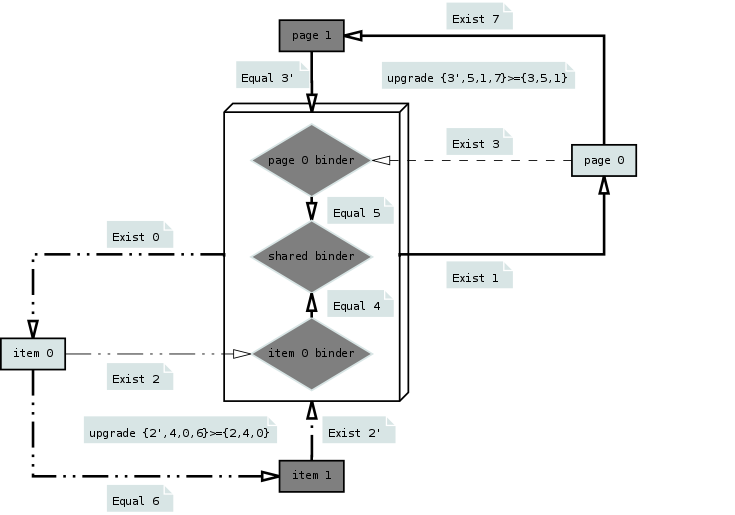 Exist 7
page 1
Equal 3'
upgrade {3',5,1,7}>={3,5,1}
Exist 3
page 0 binder
page 0
Equal 5
Exist 0
shared binder
Exist 1
Equal 4
item 0
item 0 binder
Exist 2
upgrade {2',4,0,6}>={2,4,0}
Exist 2'
item 1
Equal 6